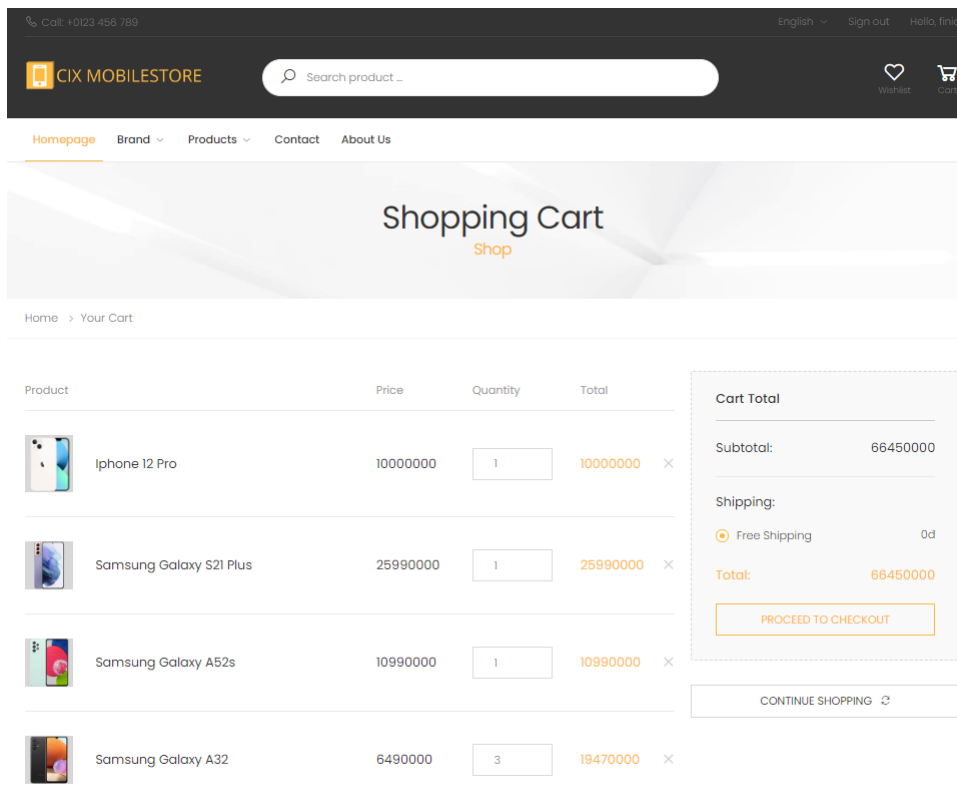 Call: +0123 456 789
English Sign out Hello,
CIX MOBILESTORE
Search product ...
Wishlist
Cart
Homepage Brand Products Contact About Us
Shopping Cart
Shop
Home > Your Cart
Product Price Quantity Total
Iphone 12 Pro 10000000 1 10000000 ×
Samsung Galaxy S21 Plus 25990000 1 25990000 ×
Samsung Galaxy A52s 10990000 1 10990000 ×
Samsung Galaxy A32 6490000 3 19470000 ×
Cart Total
Subtotal: 66450000
Shipping:
Free Shipping 0d
Total: 66450000
PROCEED TO CHECKOUT
CONTINUE SHOPPING